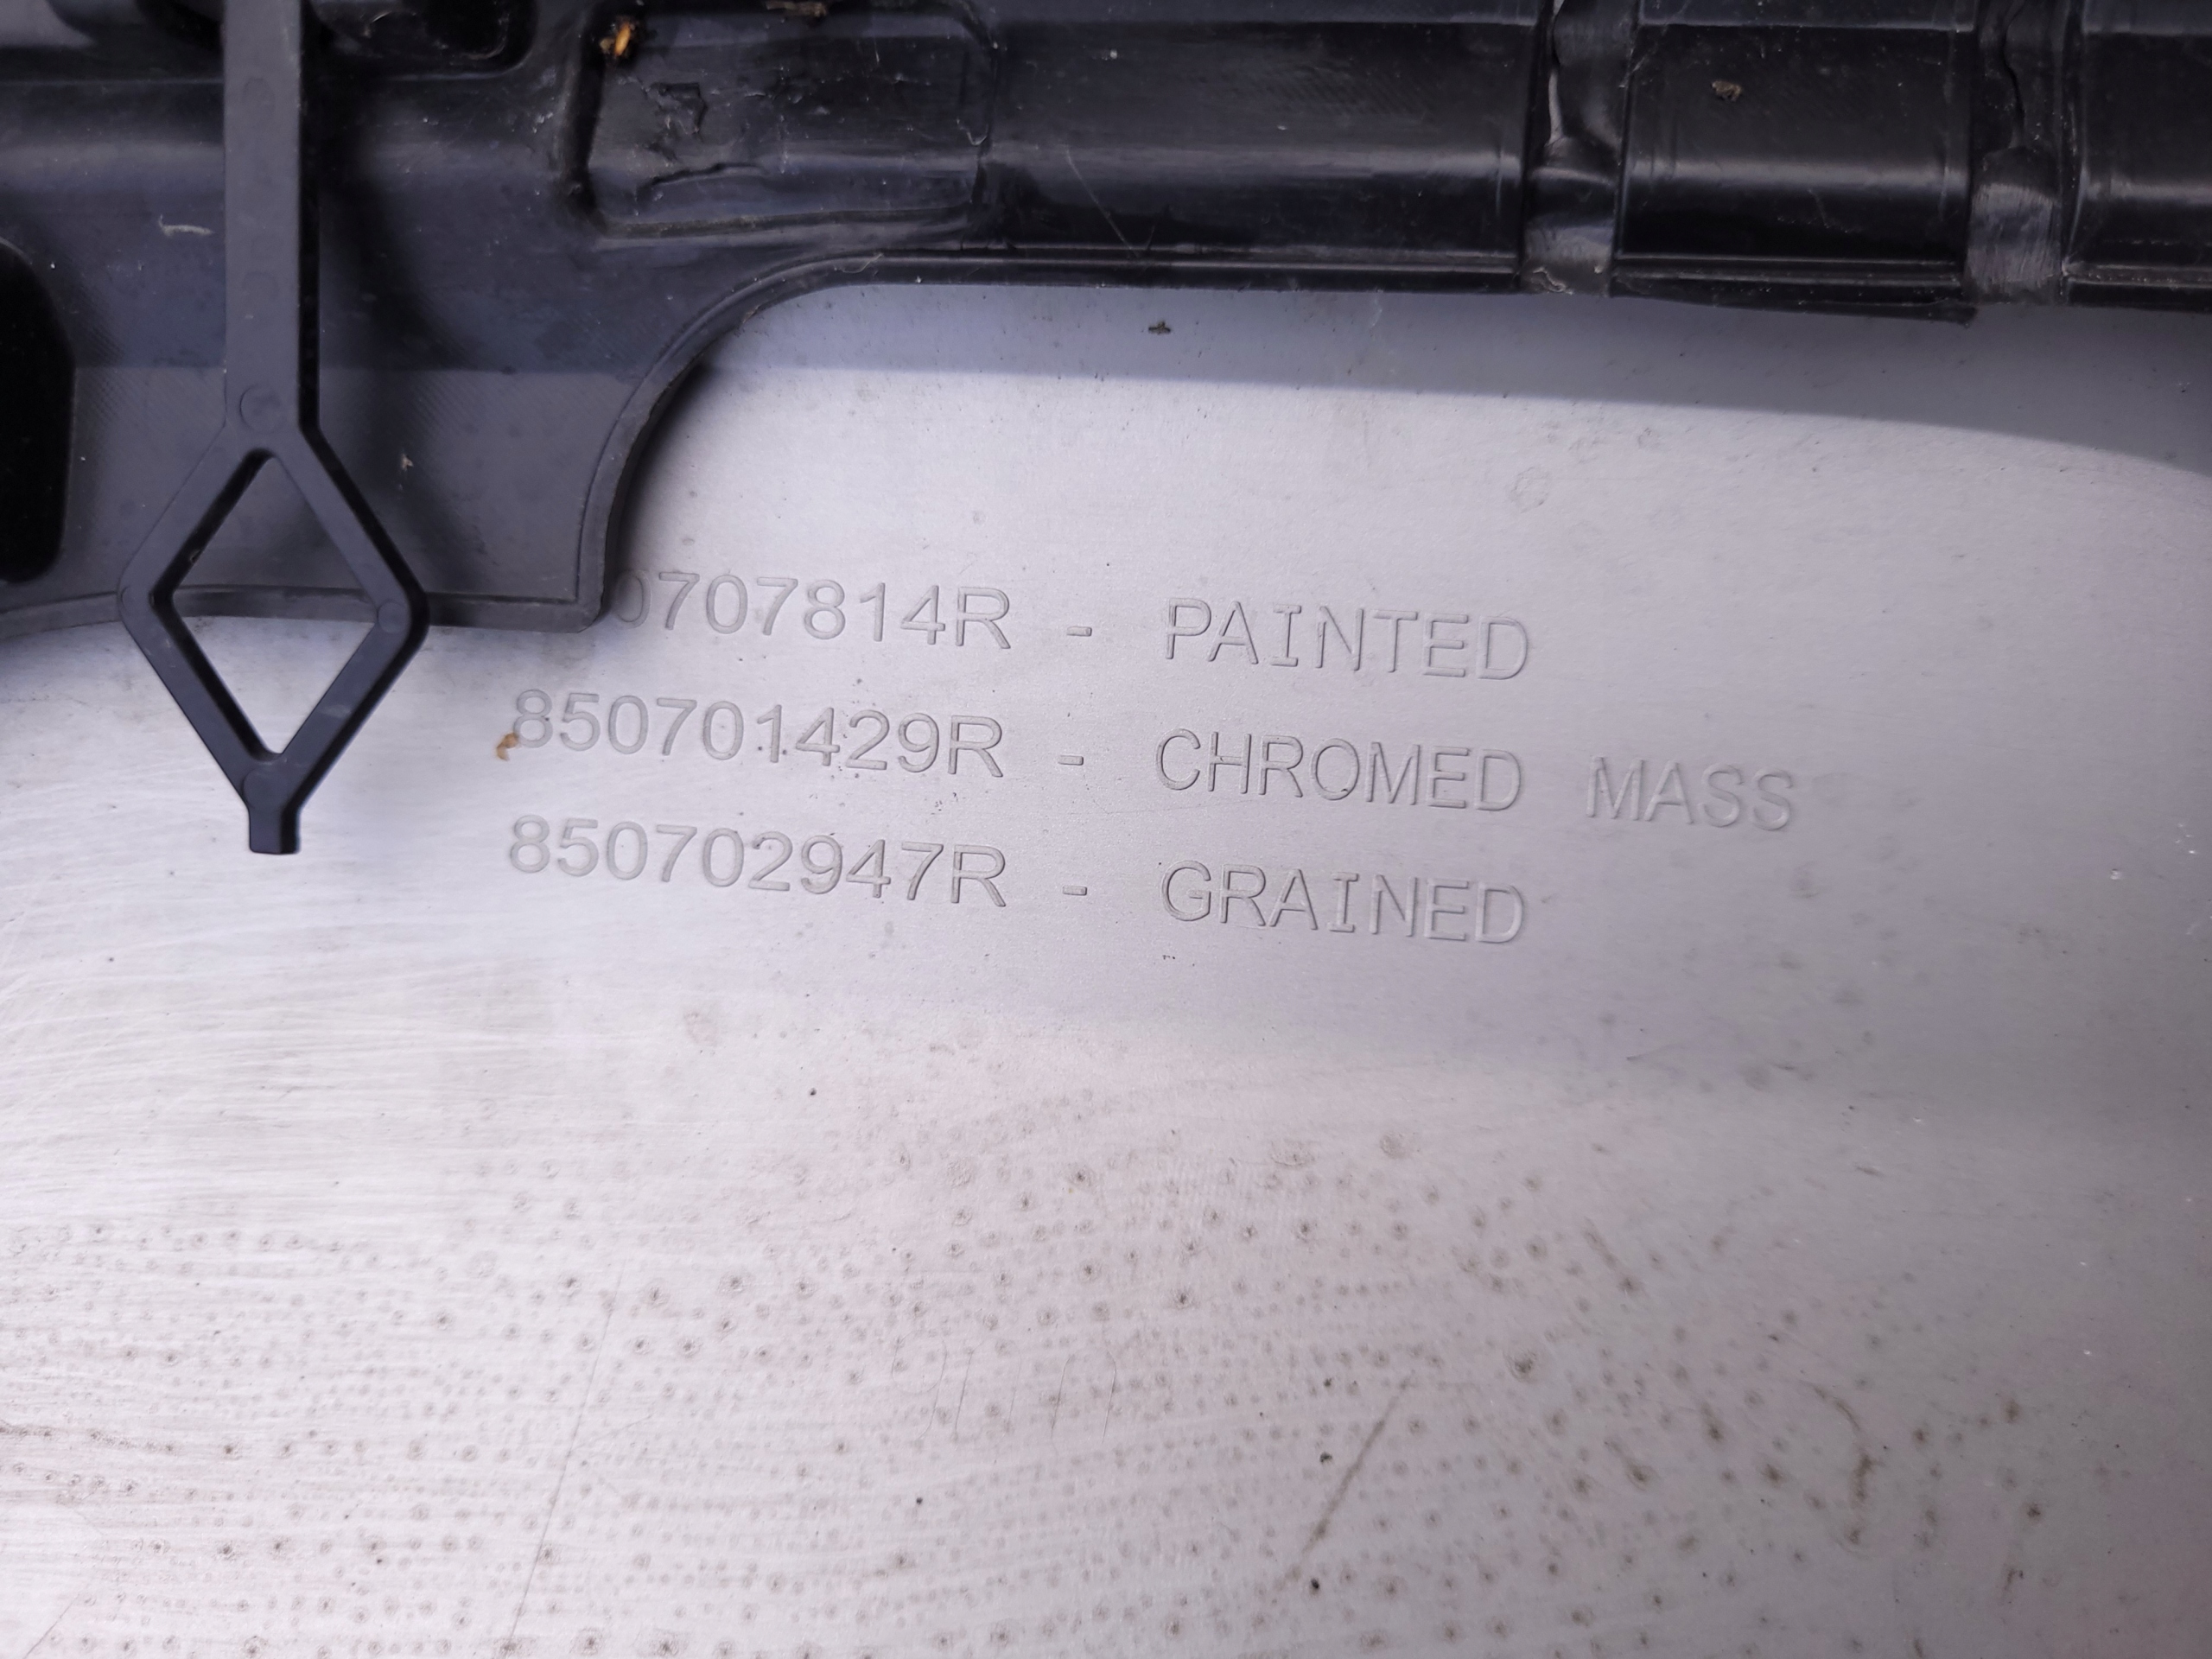 0707814R - PAINTED
850701429R - CHROMED MASS
850702947R - GRAINED